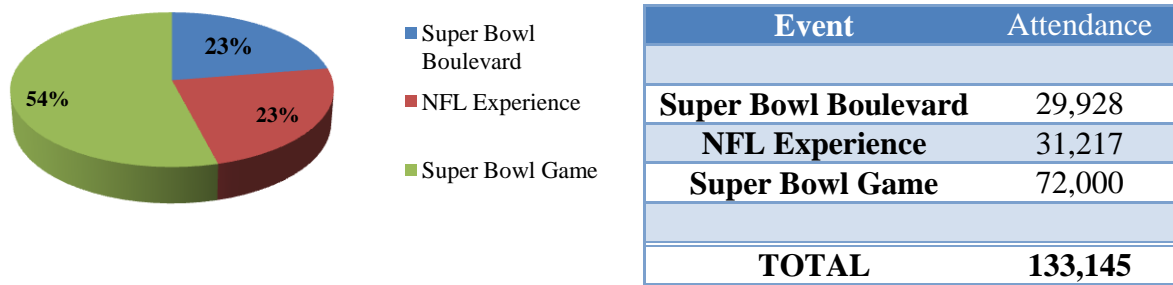 23%
54%
23%
Super Bowl
Boulevard
NFL Experience
Super Bowl Game
Event Attendance
Super Bowl Boulevard 29,928
NFL Experience 31,217
Super Bowl Game 72,000
TOTAL 133,145